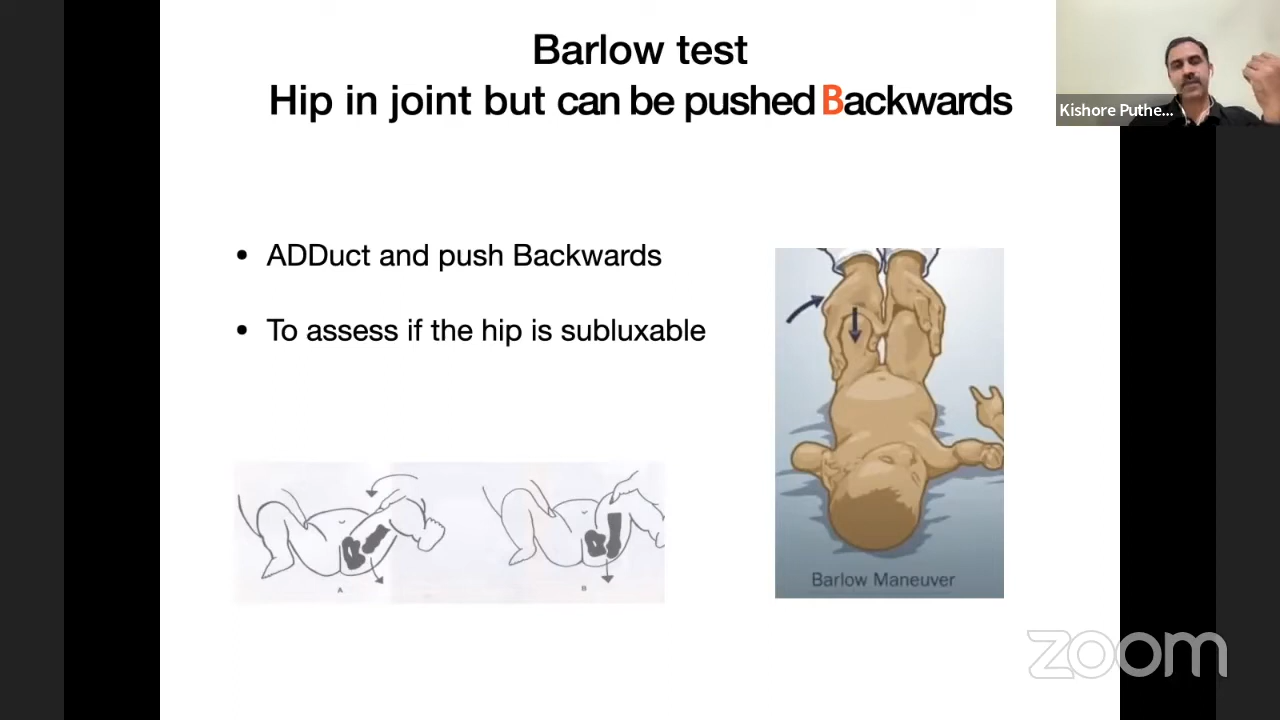 Barlow test
Hip in joint but can be pushed Backwards
Kishore Puthe...
• ADDuct and push Backwards
• To assess if the hip is subluxable
A
B
Barlow Maneuver
zoom